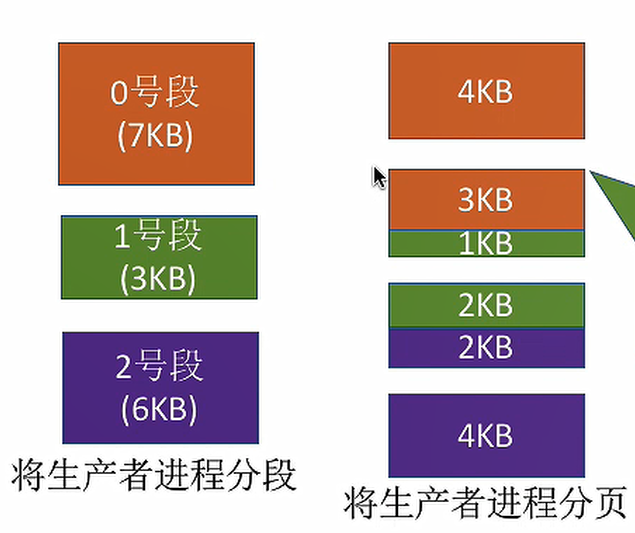 0号段
(7KB)
1号段
(3KB)
2号段
(6KB)
将生产者进程分段
4KB
3KB
1KB
2KB
2KB
4KB
将生产者进程分页